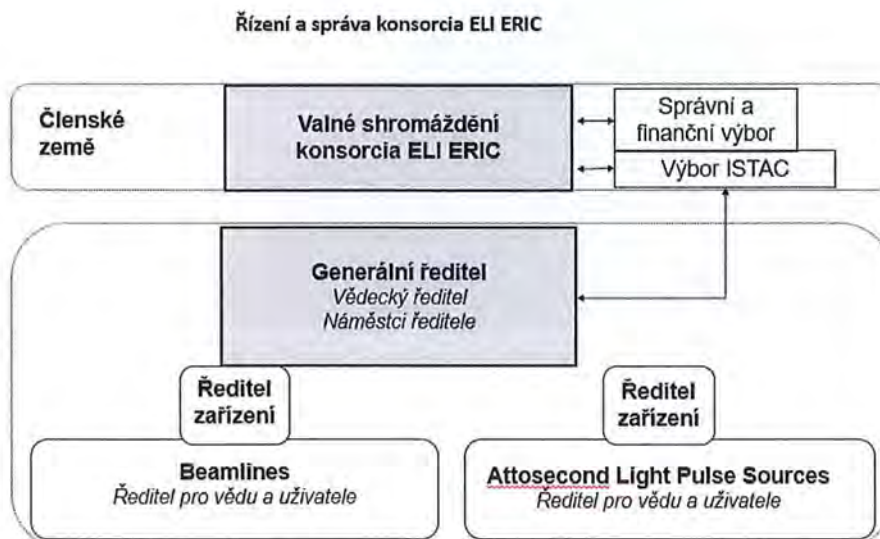 Řízení a správa konsorcia ELI ERIC
Členské
země
Valné shromáždění
konsorcia ELI ERIC
Správní a
finanční výbor
Výbor ISTAC
Generální ředitel
Vědecký ředitel
Náměstci ředitele
Ředitel
zařízení
Ředitel
zařízení
Beamlines
Ředitel pro vědu a uživatele
Attosecond Light Pulse Sources
Ředitel pro vědu a uživatele